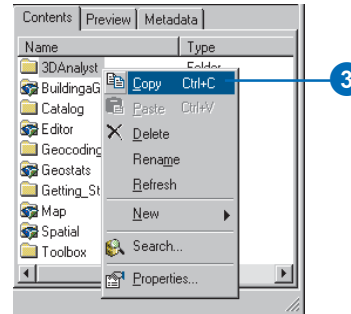 Contents Preview Metadata
Name Type
3DAnalyst Folder
Copy Ctrl+C 3
BuildingaG
Catalog Paste Ctrl+V
Editor Delete
Geocoding Rename
Geostats Refresh
Getting_St
Map New
Spatial Search...
Toolbox
Properties...